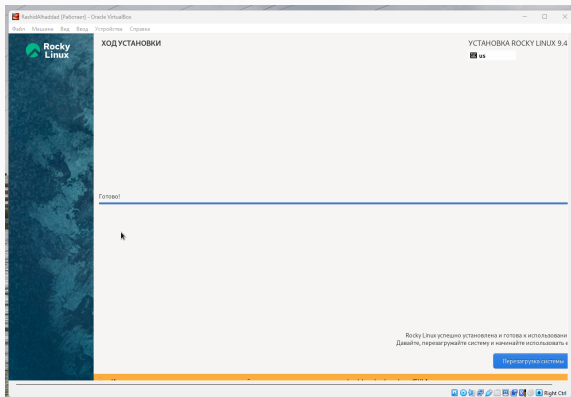 RashidAlhaddad [Работает] - Oracle VirtualBox
Файл Машина Вид Ввод Устройства Справка
Rocky
Linux
ХОД УСТАНОВКИ
УСТАНОВКА ROCKY LINUX 9.4
us
Готово!
Rocky Linux успешно установлена и готова к использовани
Давайте, перезагружайте систему и начинайте использовать е
Перезагрузка системы
Right Ctrl